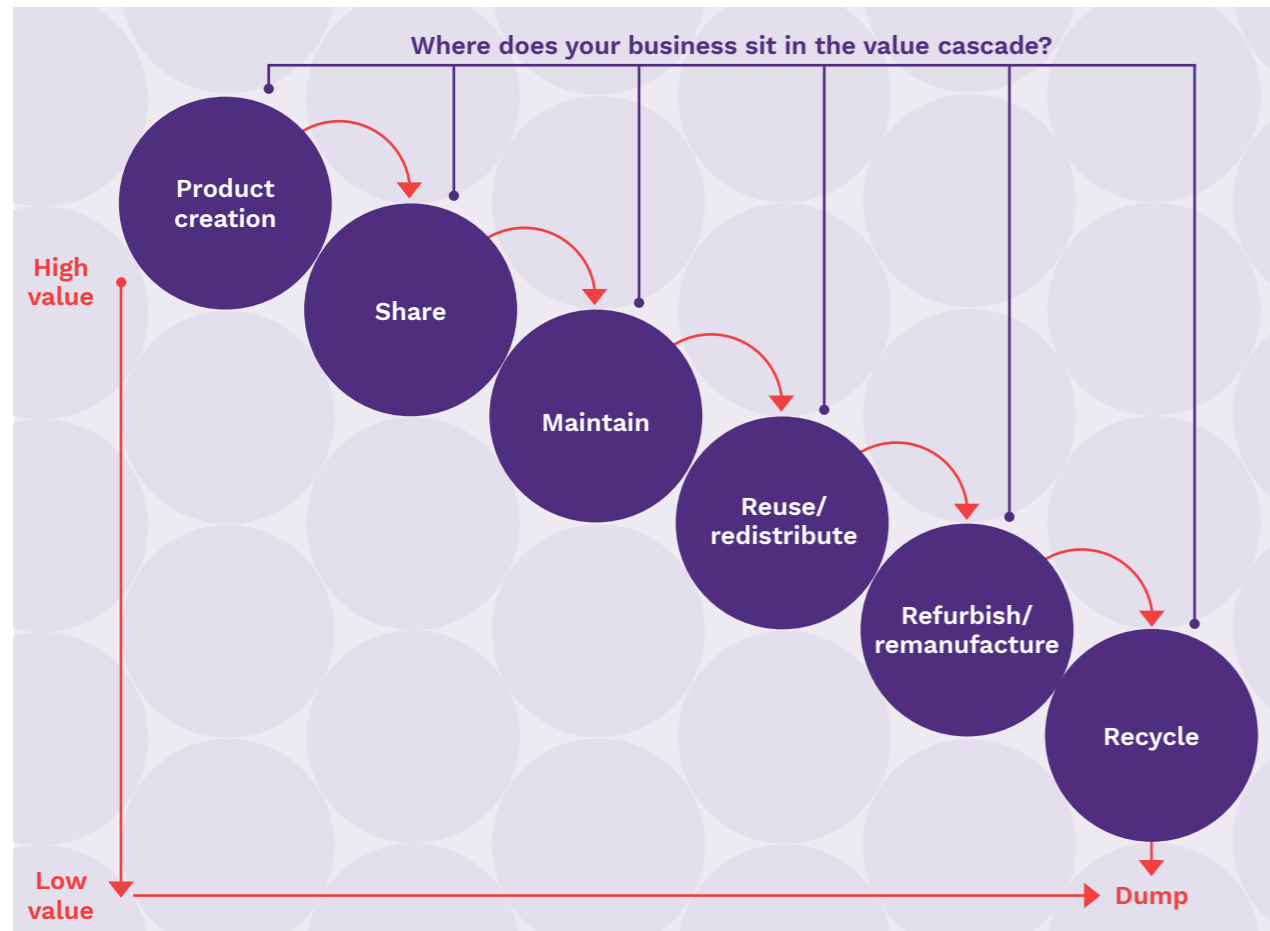 Where does your business sit in the value cascade?
Product
creation
High
value
Share
Maintain
Reuse/
redistribute
Refurbish/
remanufacture
Recycle
Low
value
Dump